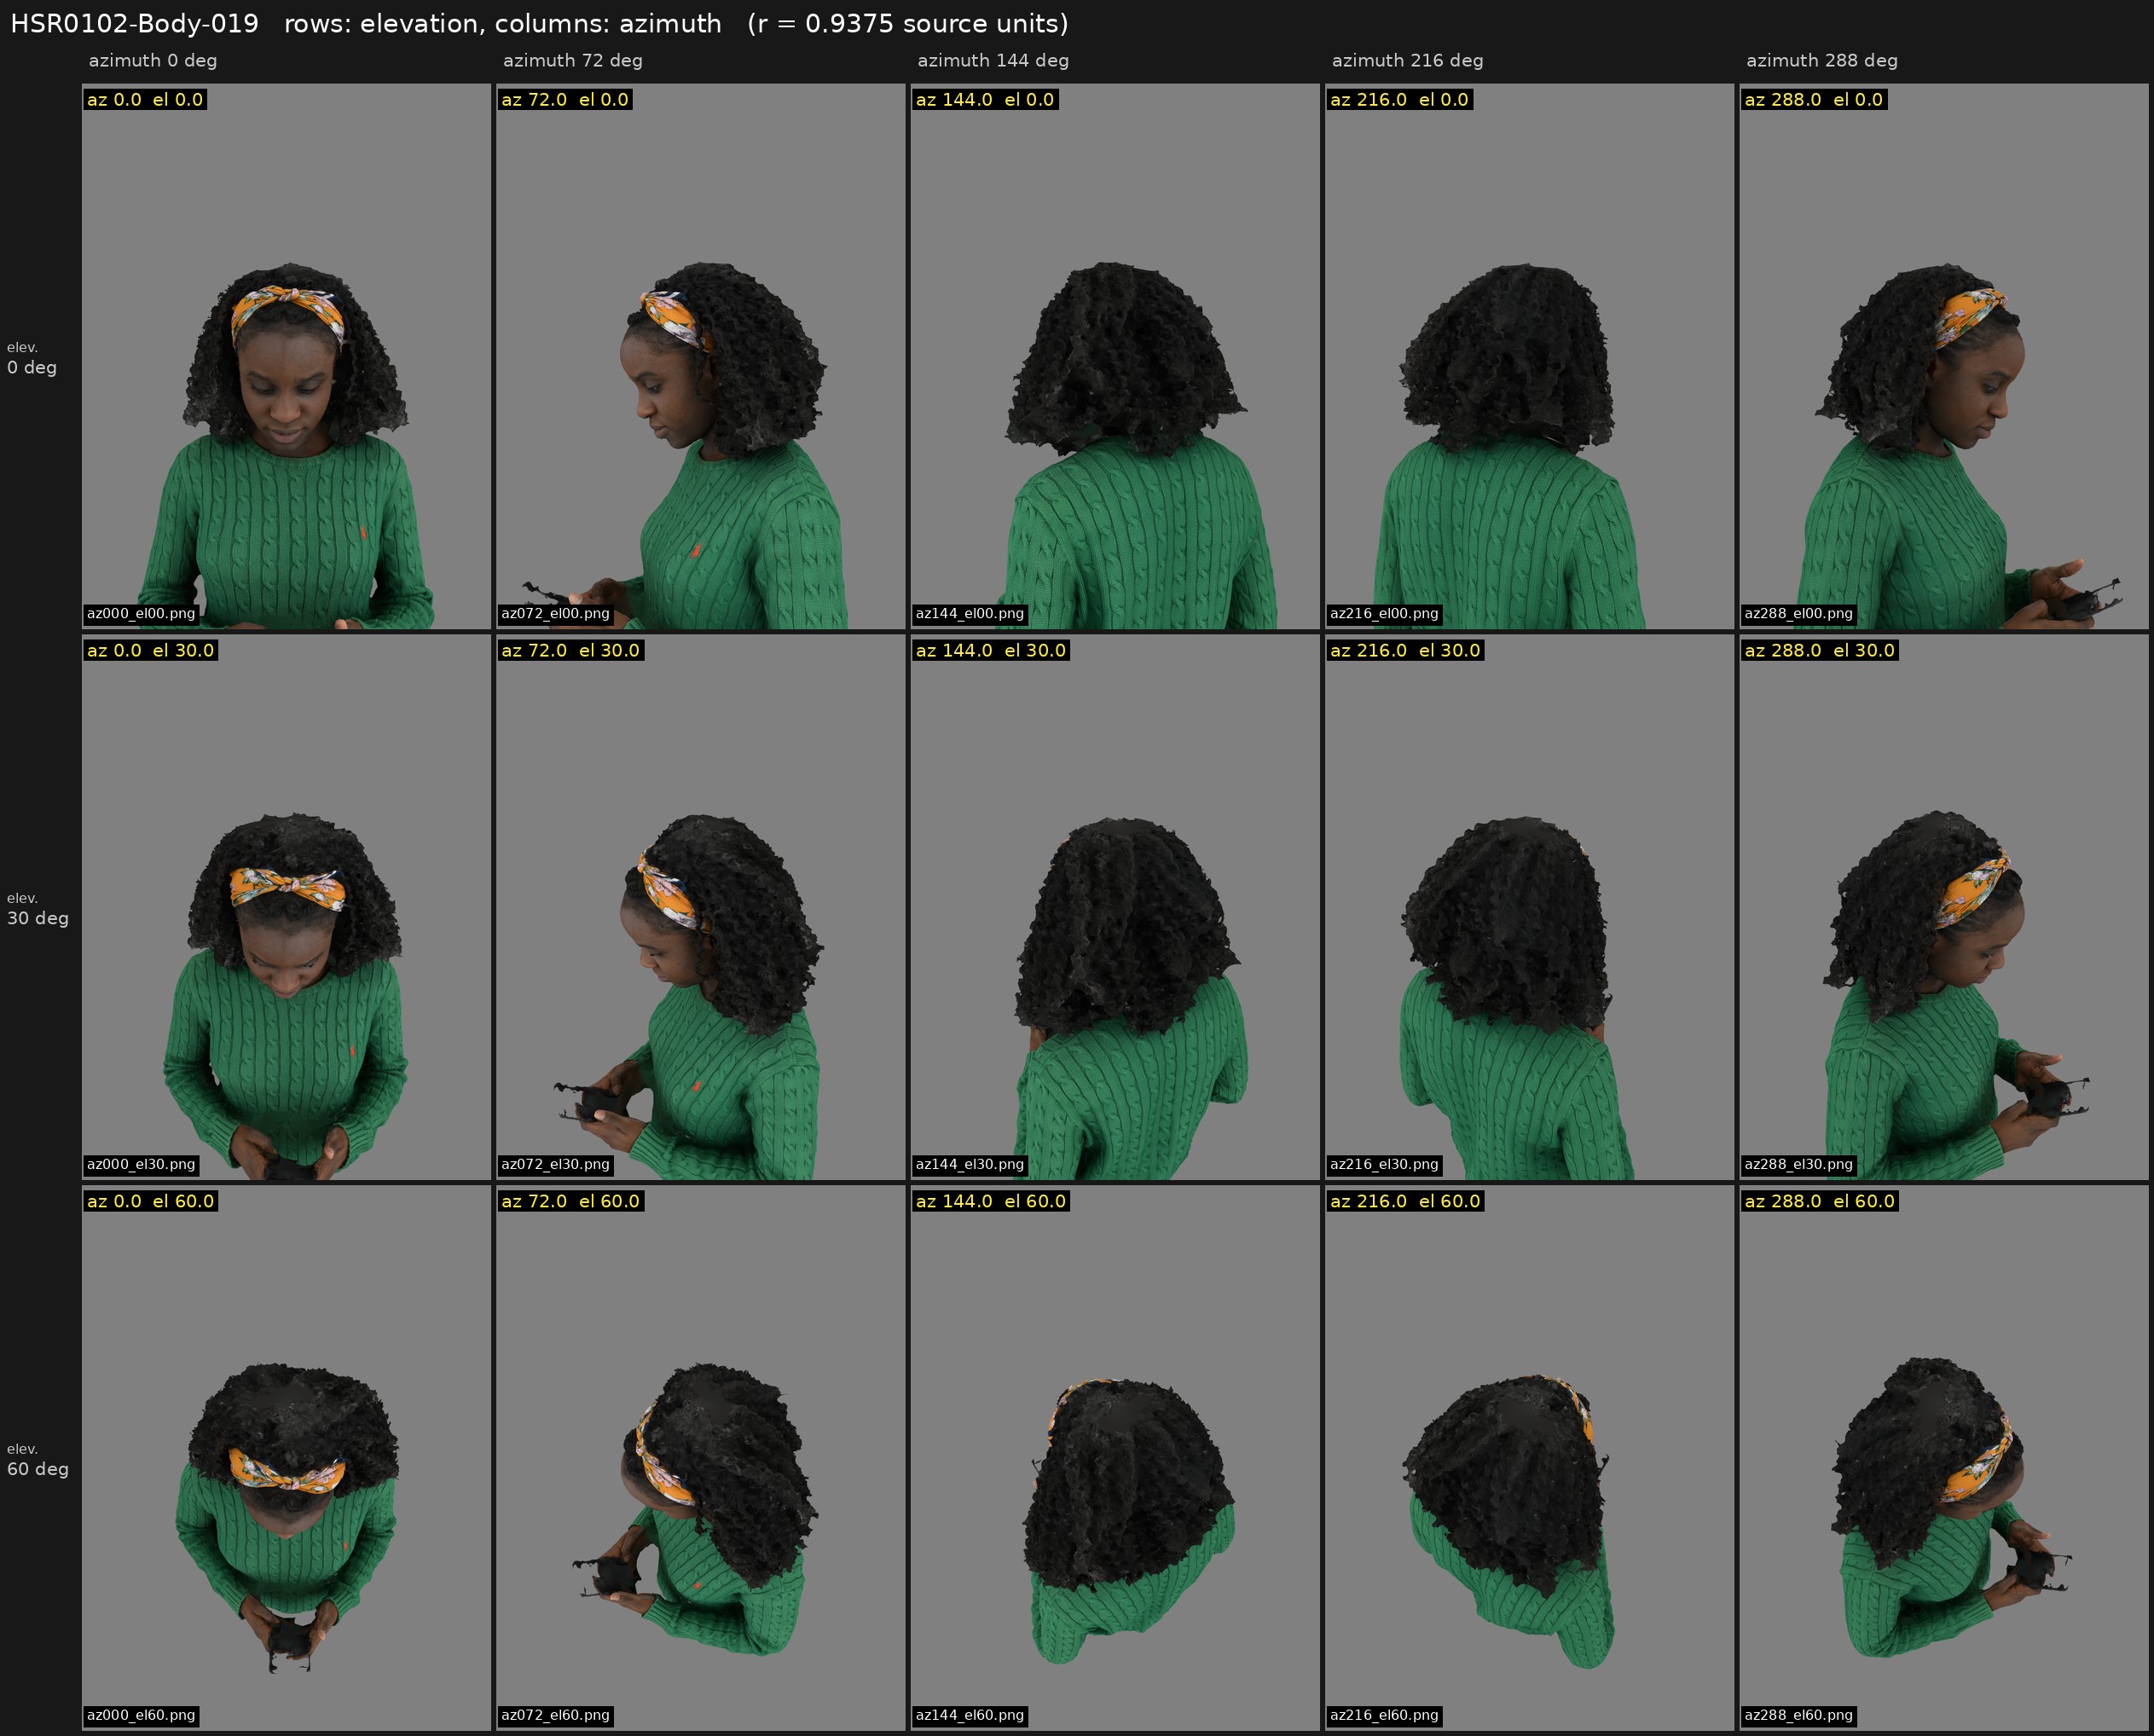 HSR0102-Body-019 rows: elevation, columns: azimuth (r = 0.9375 source units)
azimuth 0 deg azimuth 72 deg azimuth 144 deg azimuth 216 deg azimuth 288 deg
az 0.0 el 0.0 az 72.0 el 0.0 az 144.0 el 0.0 az 216.0 el 0.0 az 288.0 el 0.0
elev.
0 deg
az000_el00.png az072_el00.png az144_el00.png az216_el00.png az288_el00.png
az 0.0 el 30.0 az 72.0 el 30.0 az 144.0 el 30.0 az 216.0 el 30.0 az 288.0 el 30.0
elev.
30 deg
az000_el30.png az072_el30.png az144_el30.png az216_el30.png az288_el30.png
az 0.0 el 60.0 az 72.0 el 60.0 az 144.0 el 60.0 az 216.0 el 60.0 az 288.0 el 60.0
elev.
60 deg
az000_el60.png az072_el60.png az144_el60.png az216_el60.png az288_el60.png